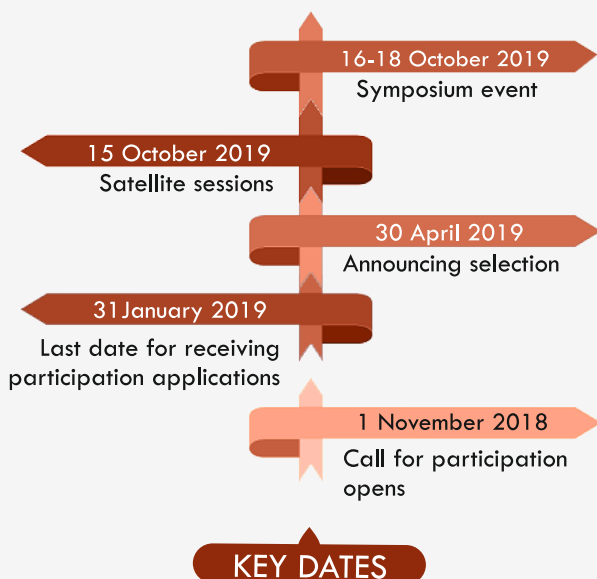 16-18 October 2019
Symposium event
15 October 2019
Satellite sessions
30 April 2019
Announcing selection
31January 2019
Last date for receiving
participation applications
1 November 2018
Call for participation
opens
KEY DATES